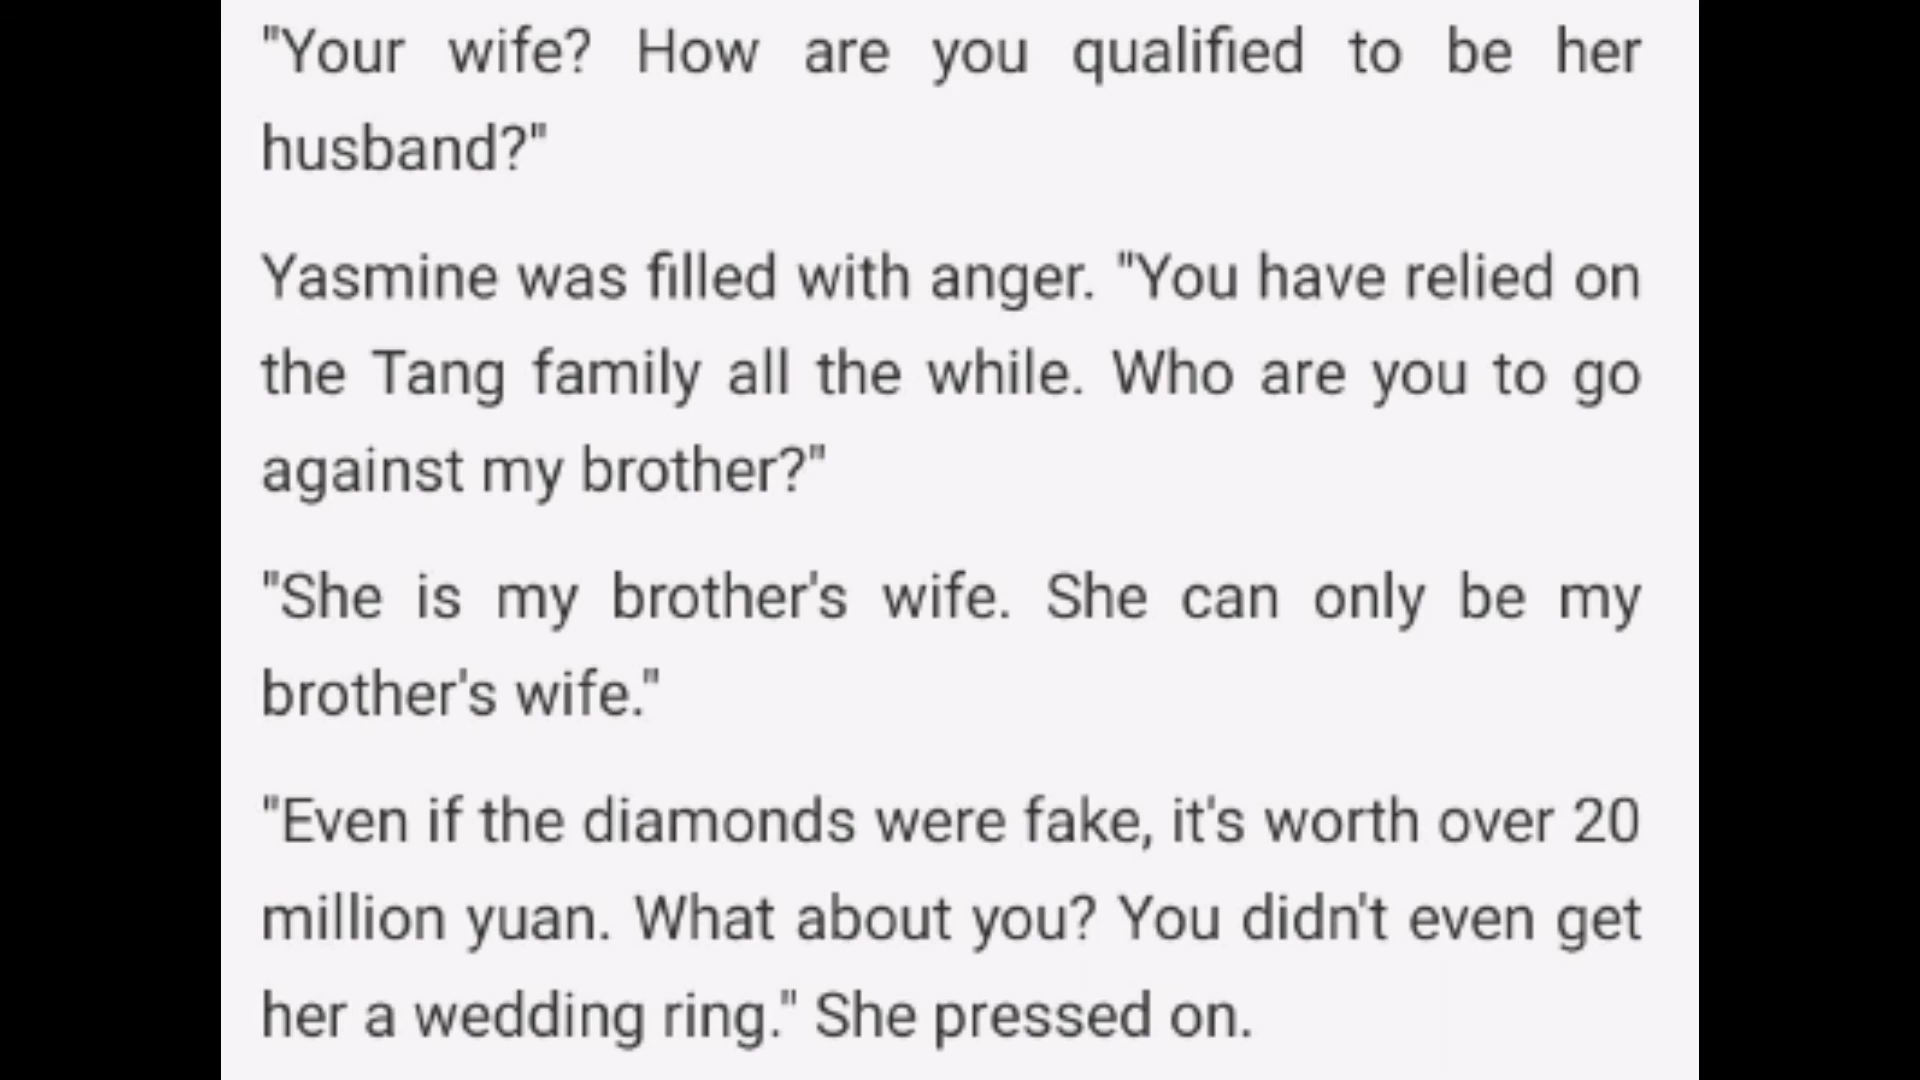 "Your wife? How are you qualified to be her
husband?"
Yasmine was filled with anger. "You have relied on
the Tang family all the while. Who are you to go
against my brother?"
"She is my brother's wife. She can only be my
brother's wife."
"Even if the diamonds were fake, it's worth over 20
million yuan. What about you? You didn't even get
her a wedding ring." She pressed on.